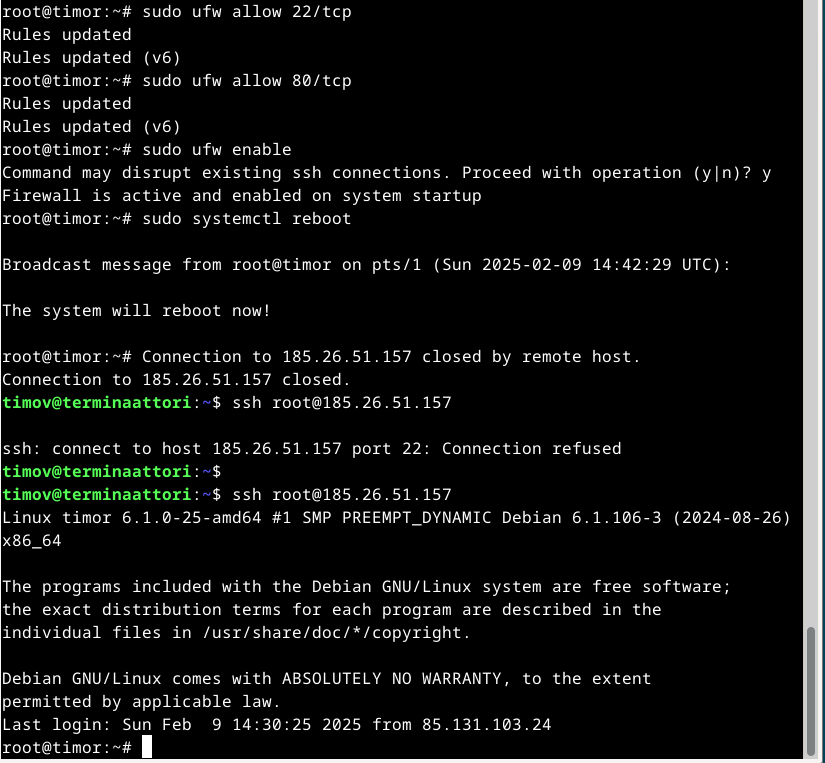 root@timor:~# sudo ufw allow 22/tcp
Rules updated
Rules updated (v6)
root@timor:~# sudo ufw allow 80/tcp
Rules updated
Rules updated (v6)
root@timor:~# sudo ufw enable
Command may disrupt existing ssh connections. Proceed with operation (y|n)? y
Firewall is active and enabled on system startup
root@timor:~# sudo systemctl reboot
Broadcast message from root@timor on pts/1 (Sun 2025-02-09 14:42:29 UTC):
The system will reboot now!
root@timor:~# Connection to 185.26.51.157 closed by remote host.
Connection to 185.26.51.157 closed.
timov@terminaattori:~$ ssh root@185.26.51.157
ssh: connect to host 185.26.51.157 port 22: Connection refused
timov@terminaattori:~$
timov@terminaattori:~$ ssh root@185.26.51.157
Linux timor 6.1.0-25-amd64 #1 SMP PREEMPT_DYNAMIC Debian 6.1.106-3 (2024-08-26)
x86_64
The programs included with the Debian GNU/Linux system are free software;
the exact distribution terms for each program are described in the
individual files in /usr/share/doc/*/copyright.
Debian GNU/Linux comes with ABSOLUTELY NO WARRANTY, to the extent
permitted by applicable law.
Last login: Sun Feb  9 14:30:25 2025 from 85.131.103.24
root@timor:~#